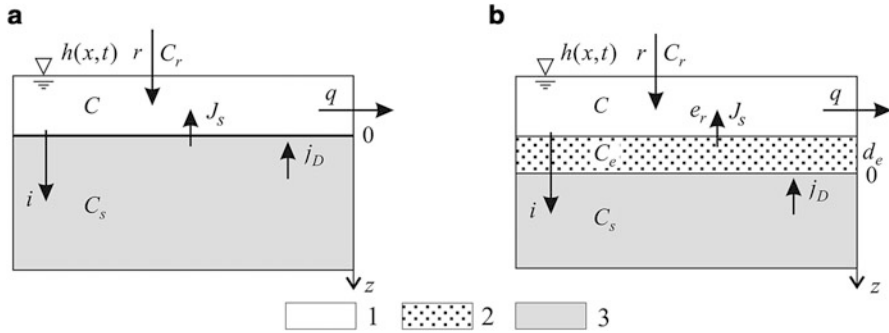 a
h(x,t) r C_r
C
J_s
q
0
j_D
i
C_s
z
b
h(x,t) r C_r
C
e_r J_s
q
C_e
d_e
0
j_D
i
C_s
z
1 2 3